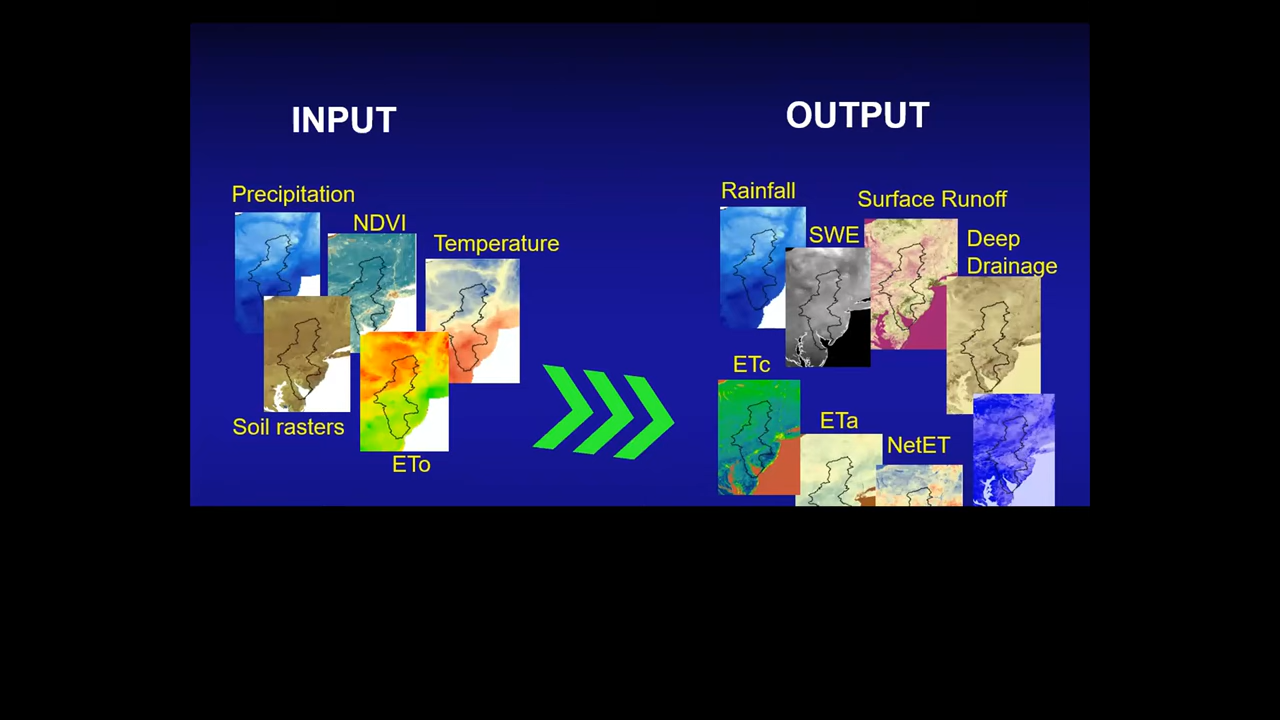 INPUT
OUTPUT
Precipitation
NDVI
Temperature
Soil rasters
ETo
Rainfall
SWE
Surface Runoff
Deep
Drainage
ETc
ETa
NetET